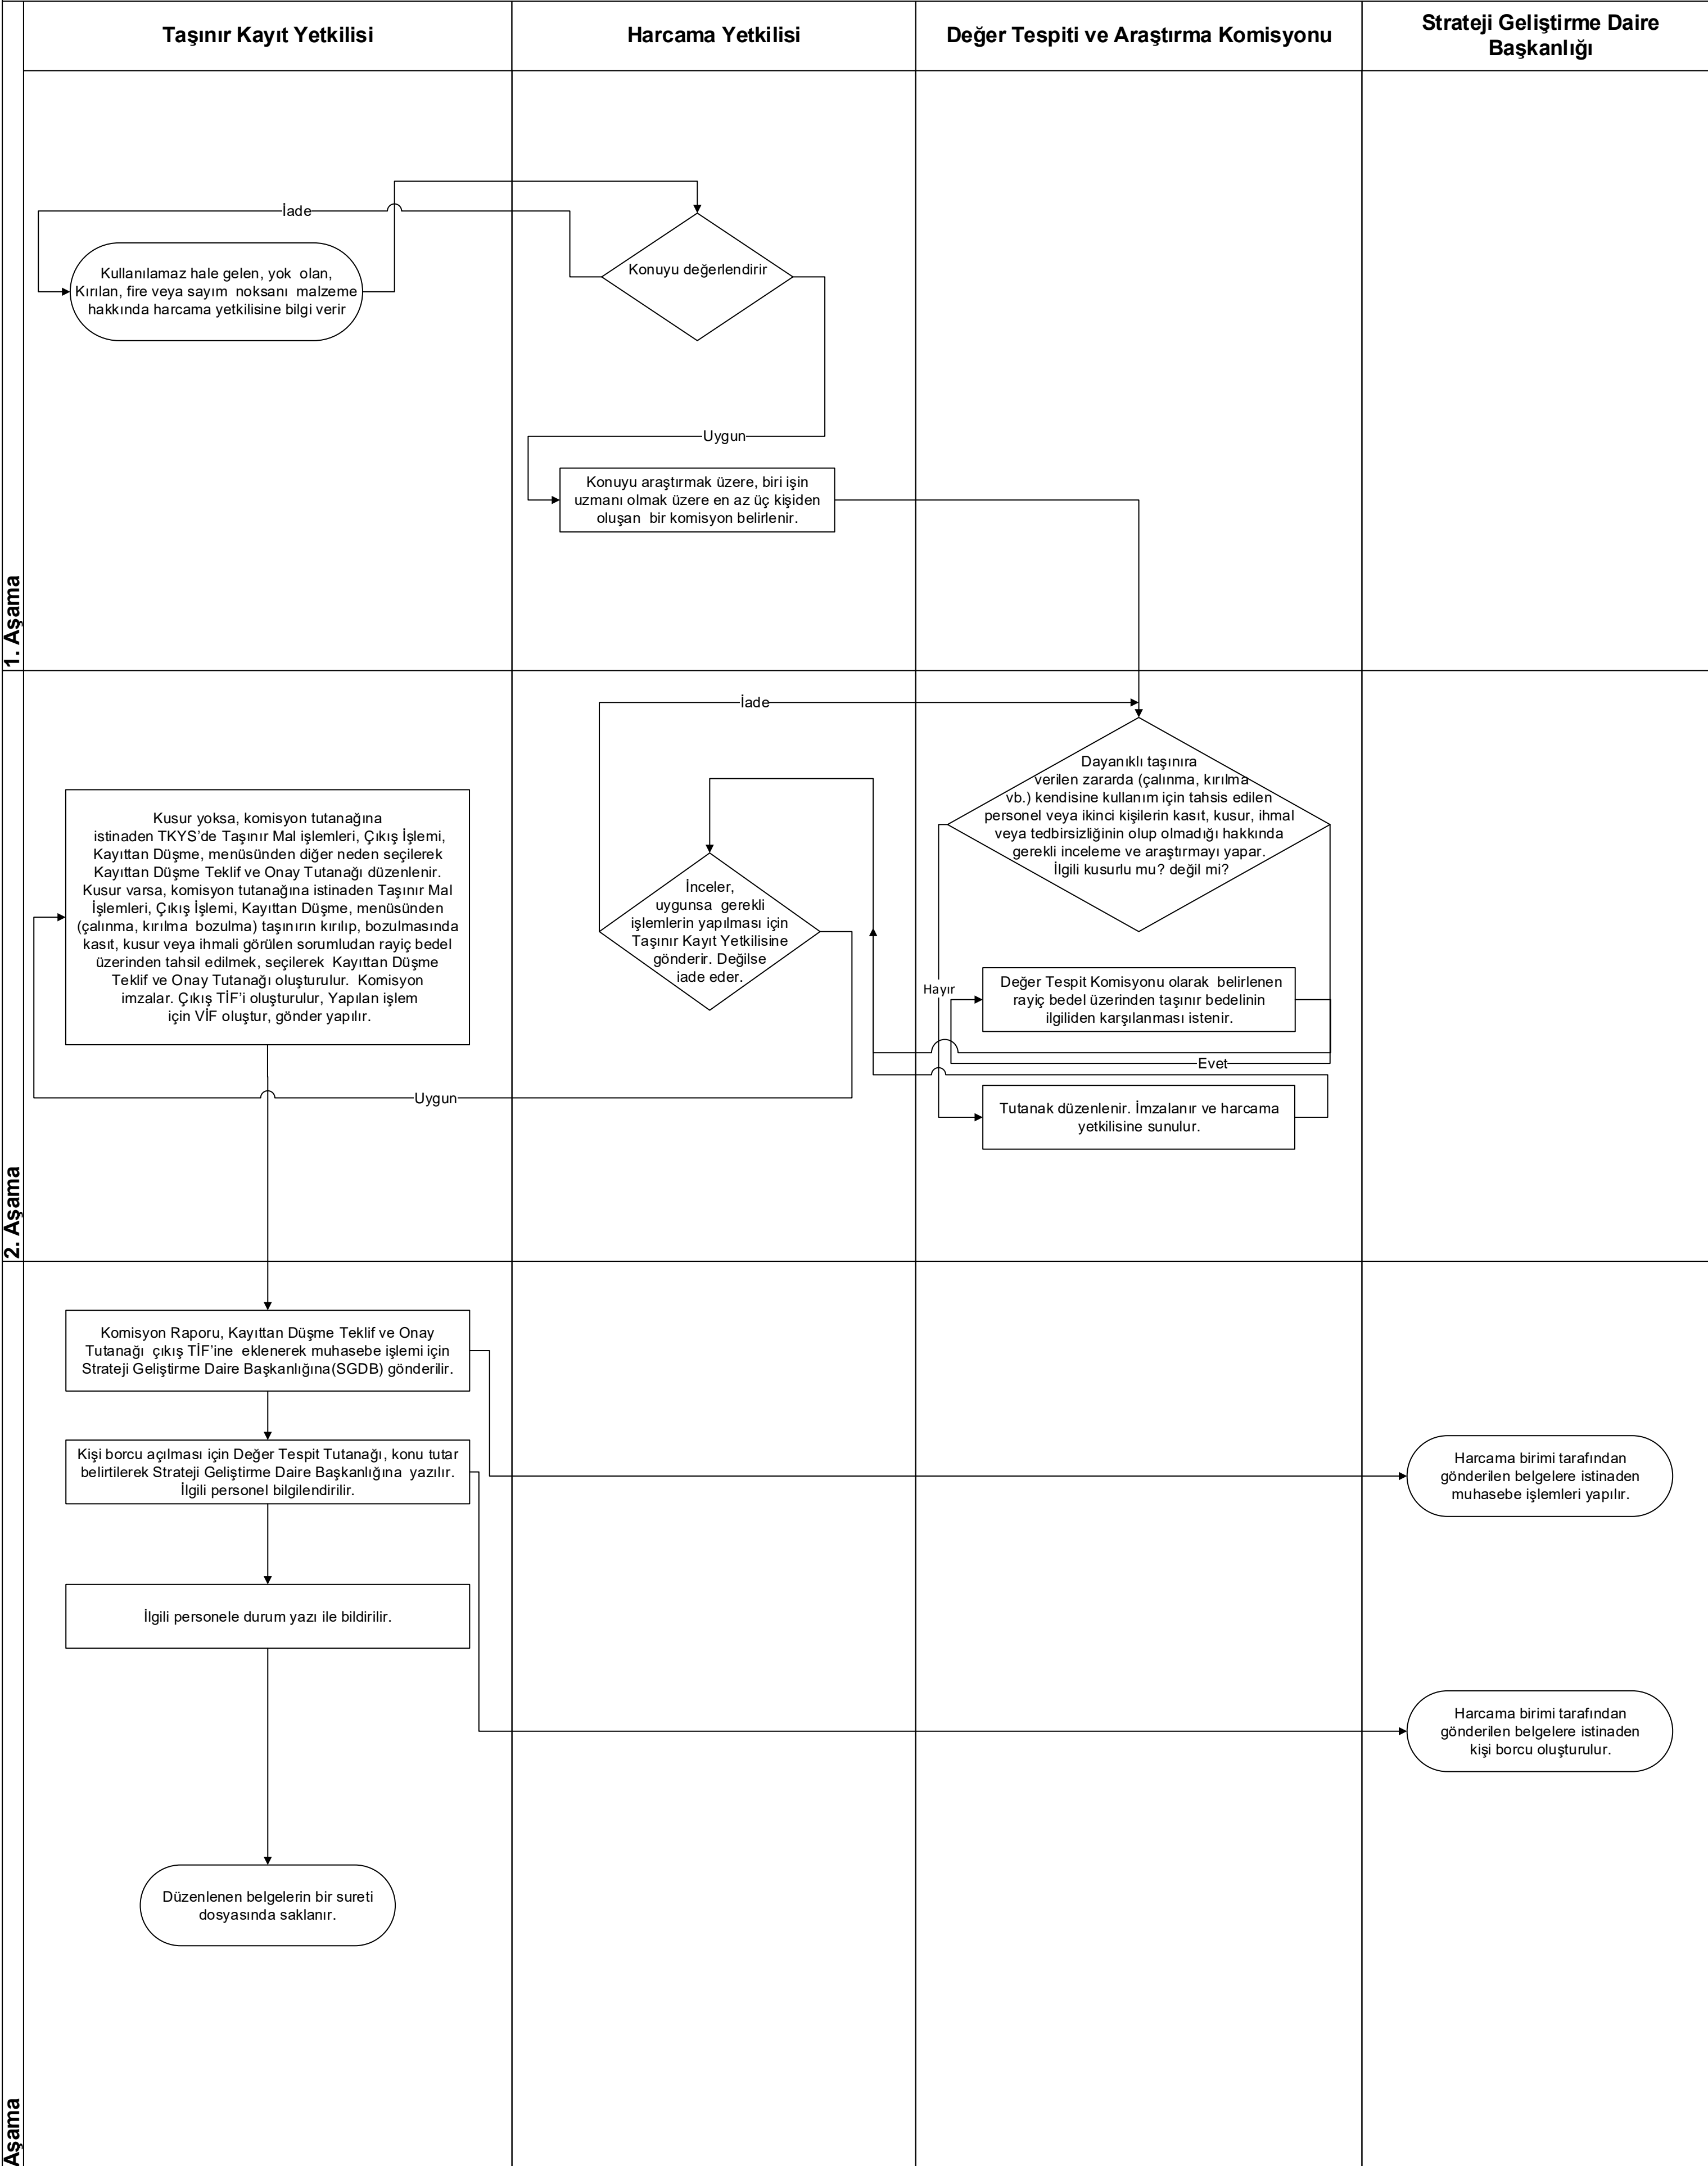 Taşınır Kayıt Yetkilisi
Harcama Yetkilisi
Değer Tespiti ve Araştırma Komisyonu
Strateji Geliştirme Daire
Başkanlığı
1. Aşama
İade
Kullanılamaz hale gelen, yok olan,
Kırılan, fire veya sayım noksanı malzeme
hakkında harcama yetkilisine bilgi verir
Konuyu değerlendirir
Uygun
Konuyu araştırmak üzere, biri işin
uzmanı olmak üzere en az üç kişiden
oluşan bir komisyon belirlenir.
2. Aşama
İade
Dayanıklı taşınıra
verilen zararda (çalınma, kırılma
vb.) kendisine kullanım için tahsis edilen
personel veya ikinci kişilerin kasıt, kusur, ihmal
veya tedbirsizliğinin olup olmadığı hakkında
gerekli inceleme ve araştırmayı yapar.
İlgili kusurlu mu? değil mi?
Kusur yoksa, komisyon tutanağına
istinaden TKYS’de Taşınır Mal işlemleri, Çıkış İşlemi,
Kayıttan Düşme, menüsünden diğer neden seçilerek
Kayıttan Düşme Teklif ve Onay Tutanağı düzenlenir.
Kusur varsa, komisyon tutanağına istinaden Taşınır Mal
İşlemleri, Çıkış İşlemi, Kayıttan Düşme, menüsünden
(çalınma, kırılma bozulma) taşınırın kırılıp, bozulmasında
kasıt, kusur veya ihmali görülen sorumludan rayiç bedel
üzerinden tahsil edilmek, seçilerek Kayıttan Düşme
Teklif ve Onay Tutanağı oluşturulur. Komisyon
imzalar. Çıkış TİF’i oluşturulur, Yapılan işlem
için VİF oluştur, gönder yapılır.
İnceler,
uygunsa gerekli
işlemlerin yapılması için
Taşınır Kayıt Yetkilisine
gönderir. Değilse
iade eder.
Hayır
Değer Tespit Komisyonu olarak belirlenen
rayiç bedel üzerinden taşınır bedelinin
ilgiliden karşılanması istenir.
Evet
Uygun
Tutanak düzenlenir. İmzalanır ve harcama
yetkilisine sunulur.
Aşama
Komisyon Raporu, Kayıttan Düşme Teklif ve Onay
Tutanağı çıkış TİF’ine eklenerek muhasebe işlemi için
Strateji Geliştirme Daire Başkanlığına(SGDB) gönderilir.
Kişi borcu açılması için Değer Tespit Tutanağı, konu tutar
belirtilerek Strateji Geliştirme Daire Başkanlığına yazılır.
İlgili personel bilgilendirilir.
Harcama birimi tarafından
gönderilen belgelere istinaden
muhasebe işlemleri yapılır.
İlgili personele durum yazı ile bildirilir.
Harcama birimi tarafından
gönderilen belgelere istinaden
kişi borcu oluşturulur.
Düzenlenen belgelerin bir sureti
dosyasında saklanır.